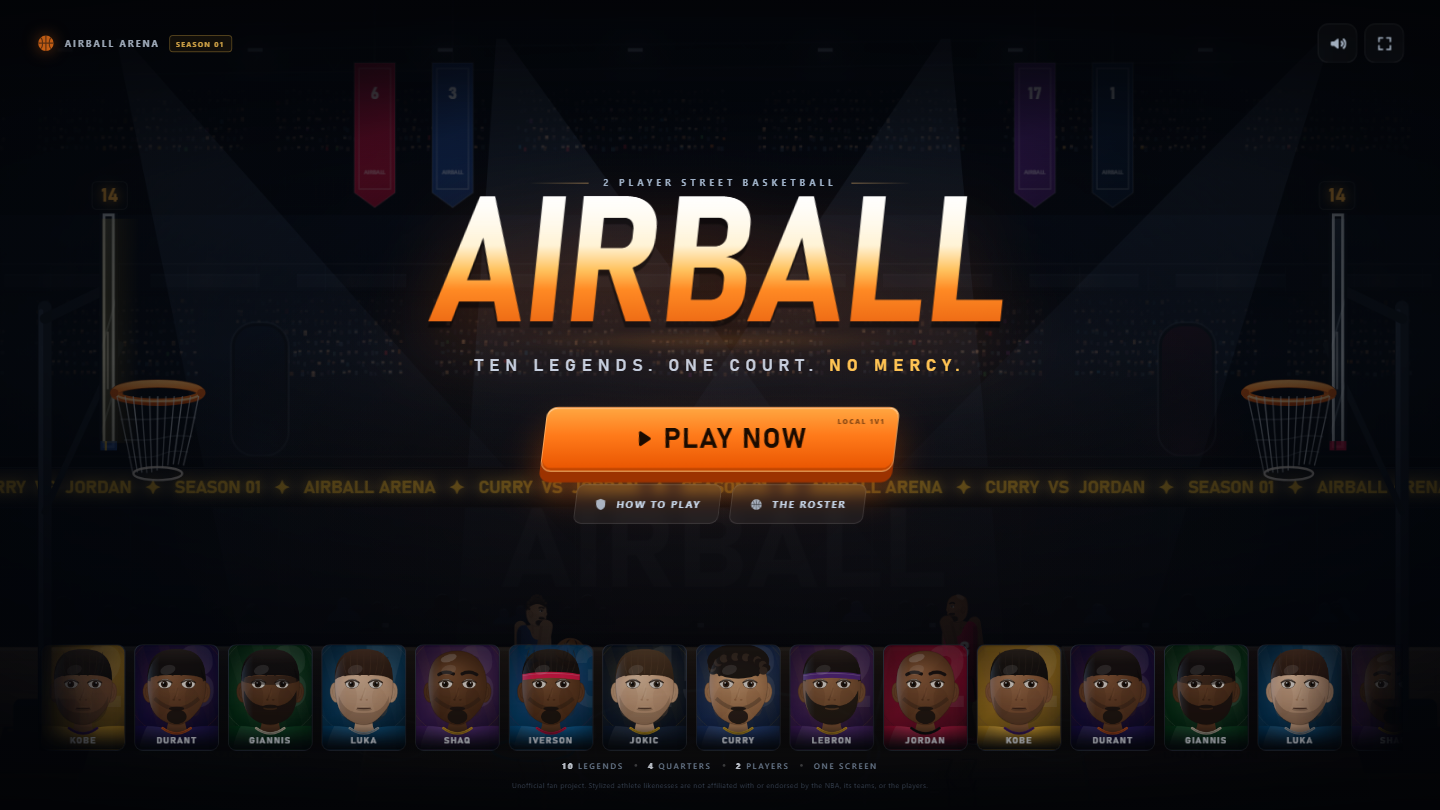 AIRBALL ARENA SEASON 01
6 3 17 1
14 14
2 PLAYER STREET BASKETBALL
AIRBALL
TEN LEGENDS. ONE COURT. NO MERCY.
LOCAL 1V1
PLAY NOW
JORDAN ✦ SEASON 01 ✦ AIRBALL ARENA ✦ CURRY VS JORDAN ✦ SEASON 01 ✦ ARENA ✦ CURRY VS JORDAN ✦ SEASON 01 ✦ AIRBALL
HOW TO PLAY THE ROSTER
AIRBALL
KOBE DURANT GIANNIS LUKA SHAQ IVERSON JOKIC CURRY LEBRON JORDAN KOBE DURANT GIANNIS LUKA
10 LEGENDS • 4 QUARTERS • 2 PLAYERS • ONE SCREEN
Unofficial fan project. Stylized athlete likenesses are not affiliated with or endorsed by the NBA, its teams, or the players.